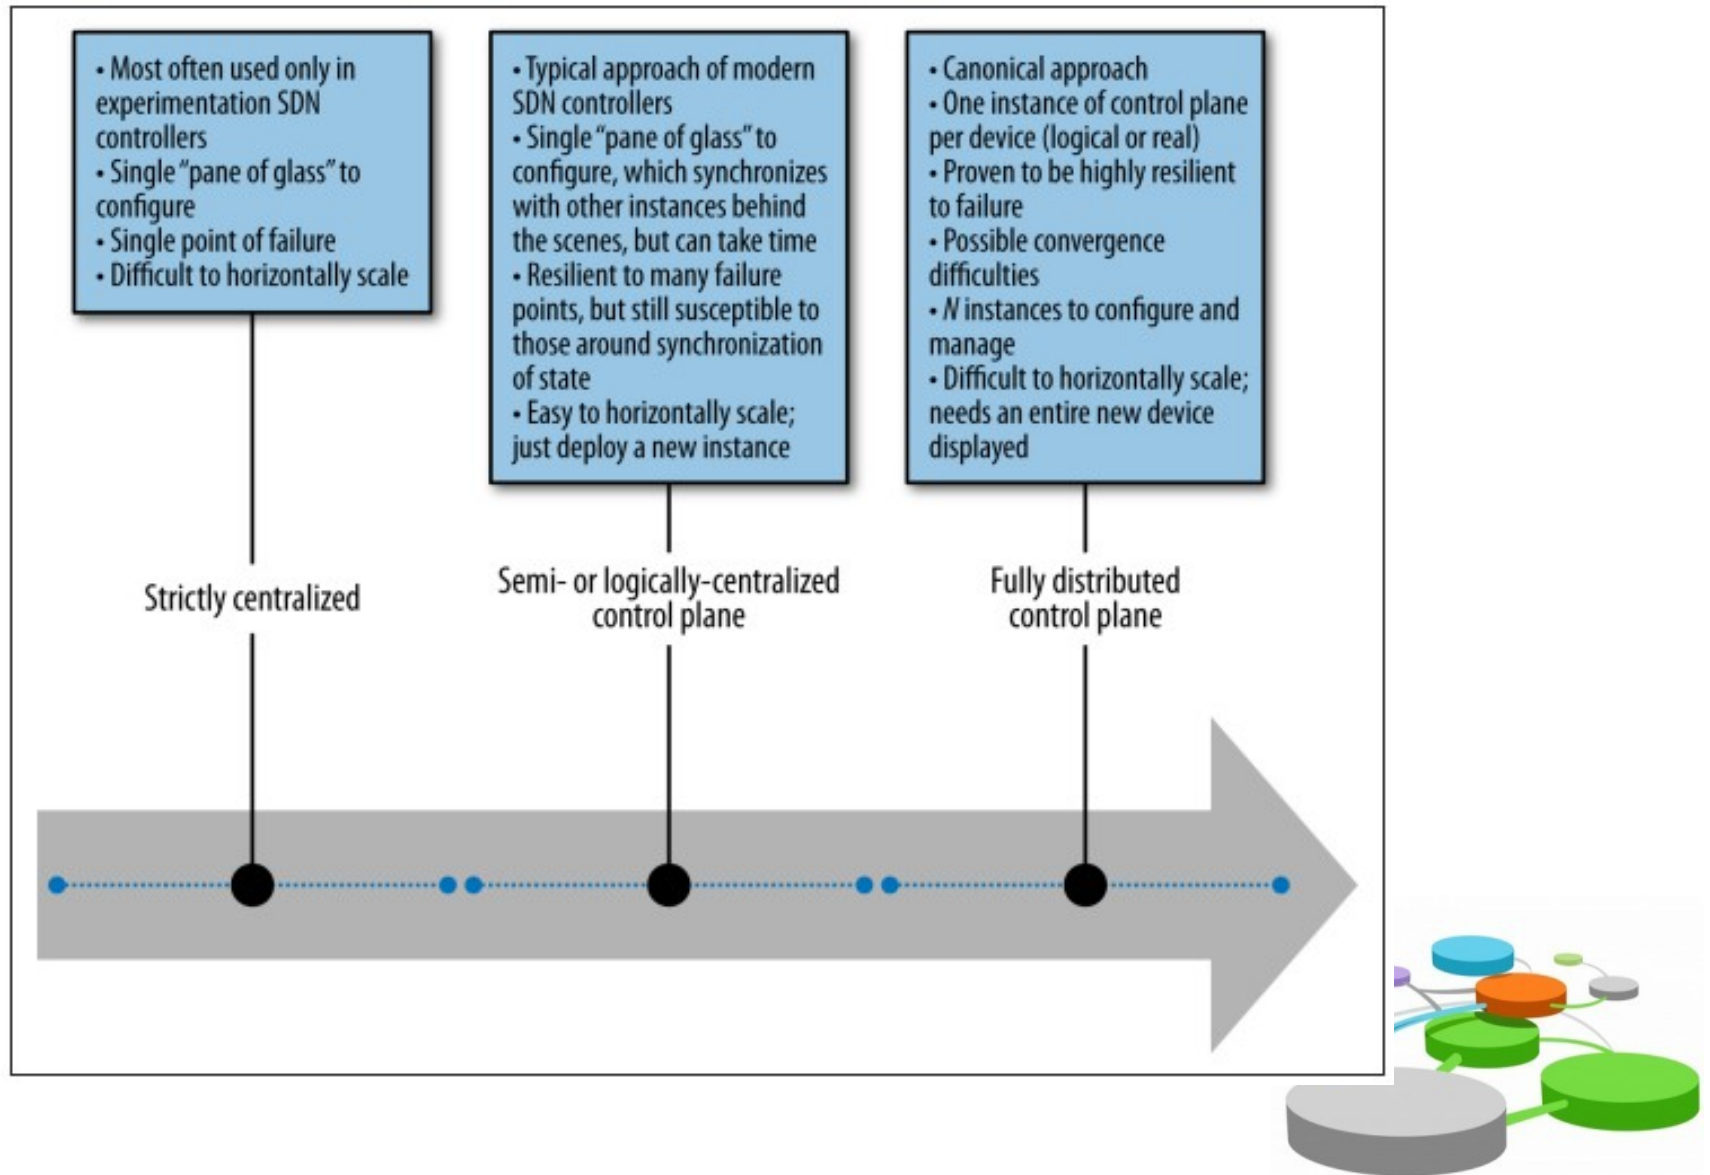 • Most often used only in
experimentation SDN
controllers
• Single “pane of glass” to
configure
• Single point of failure
• Difficult to horizontally scale
• Typical approach of modern
SDN controllers
• Single “pane of glass” to
configure, which synchronizes
with other instances behind
the scenes, but can take time
• Resilient to many failure
points, but still susceptible to
those around synchronization
of state
• Easy to horizontally scale;
just deploy a new instance
• Canonical approach
• One instance of control plane
per device (logical or real)
• Proven to be highly resilient
to failure
• Possible convergence
difficulties
• N instances to configure and
manage
• Difficult to horizontally scale;
needs an entire new device
displayed
Strictly centralized
Semi- or logically-centralized
control plane
Fully distributed
control plane